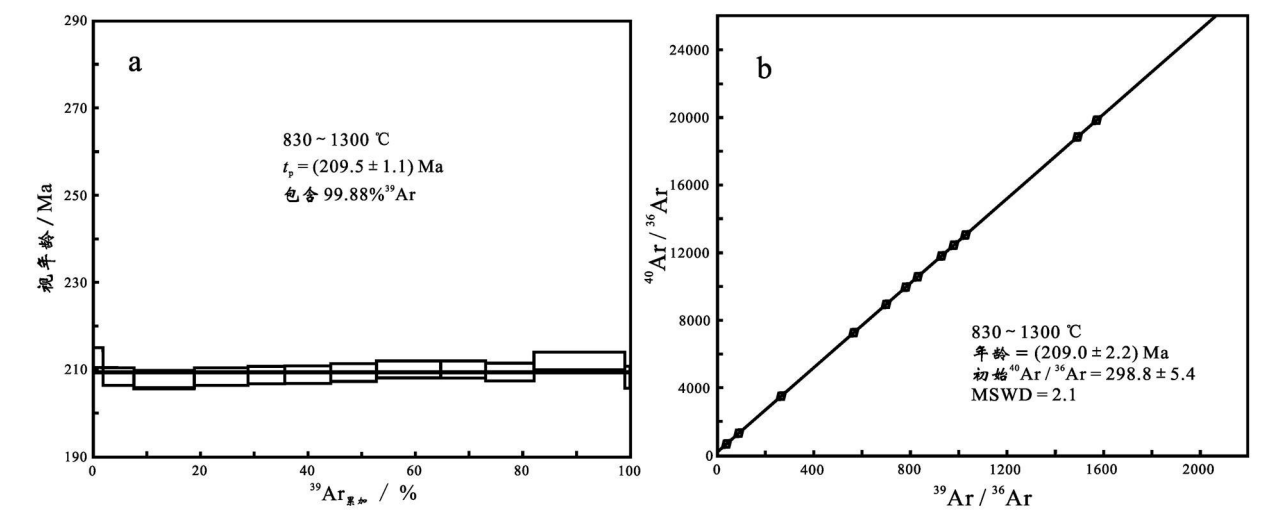 a
290
270
250
230
210
190
视年龄 / Ma
830~1300 ℃
tₚ = (209.5 ± 1.1) Ma
包含 99.88%³⁹Ar
0
20
40
60
80
100
³⁹Ar累加 / %
b
24000
20000
16000
12000
8000
4000
0
⁴⁰Ar / ³⁶Ar
830~1300 ℃
年龄 = (209.0 ± 2.2) Ma
初始⁴⁰Ar / ³⁶Ar = 298.8 ± 5.4
MSWD = 2.1
0
400
800
1200
1600
2000
³⁹Ar / ³⁶Ar